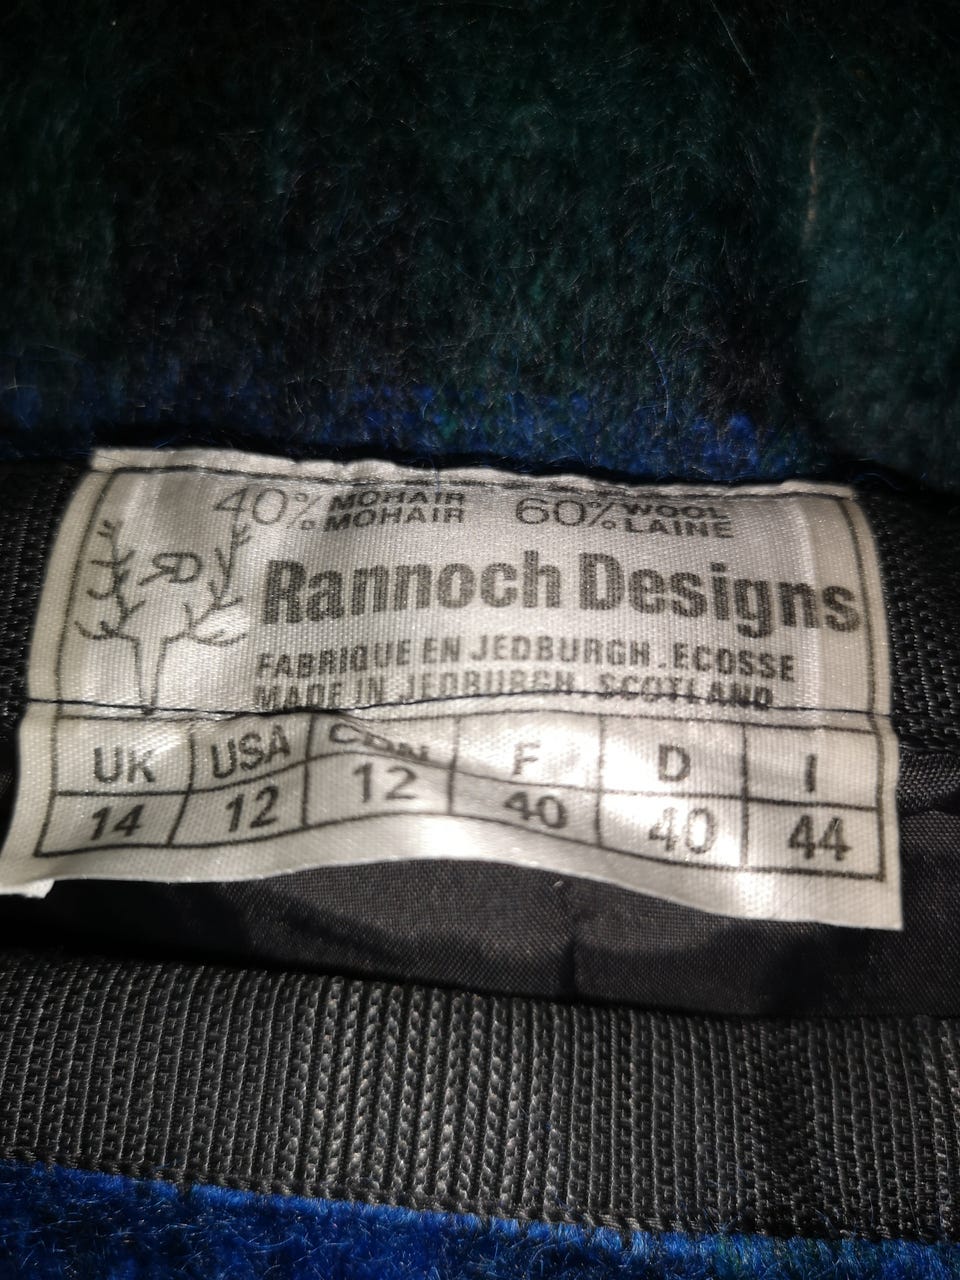 40% MOHAIR 60% WOOL
MOHAIR LAINE
RD
Rannoch Designs
FABRIQUE EN JEDBURGH . ECOSSE
MADE IN JEDBURGH SCOTLAND
UK USA CDN F D I
14 12 12 40 40 44